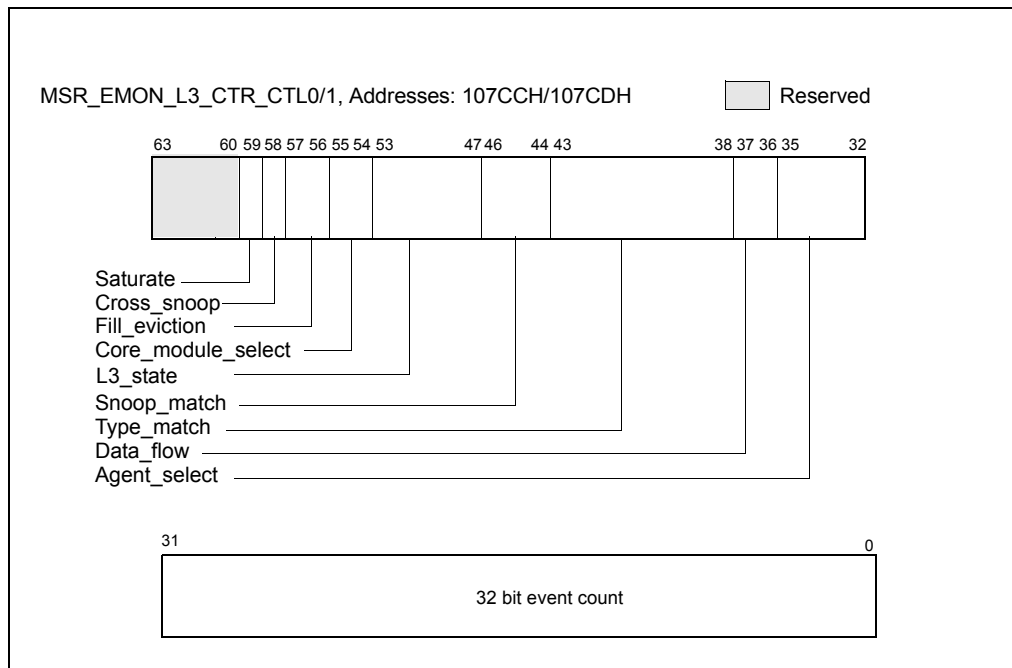 MSR_EMON_L3_CTR_CTL0/1, Addresses: 107CCH/107CDH Reserved
63 60 59 58 57 56 55 54 53 47 46 44 43 38 37 36 35 32
Saturate
Cross_snoop
Fill_eviction
Core_module_select
L3_state
Snoop_match
Type_match
Data_flow
Agent_select
31 0
32 bit event count